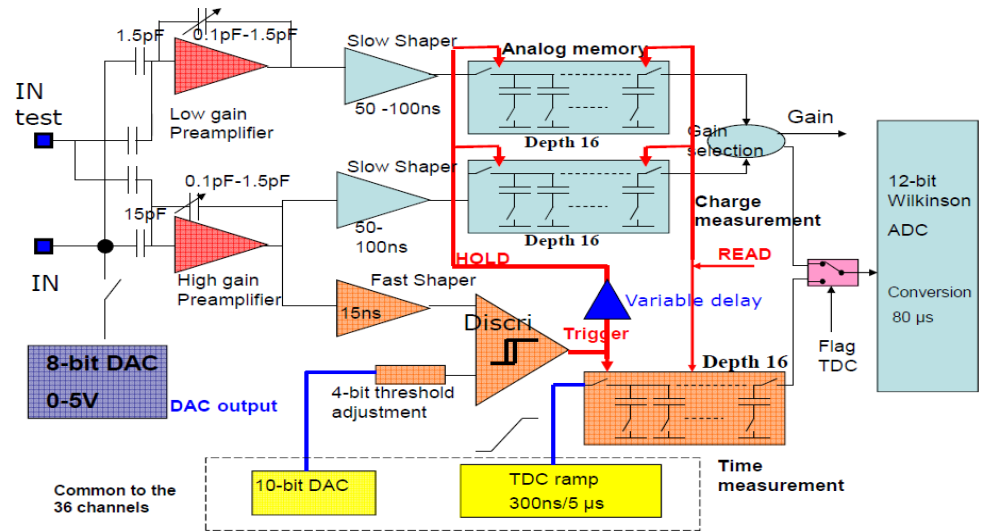 1.5pF
0.1pF-1.5pF
Slow Shaper
Analog memory
IN
test
Low gain
Preamplifier
50 -100ns
Depth 16
Gain
Gain
selection
Slow Shaper
0.1pF-1.5pF
15pF
12-bit
Wilkinson
ADC
Conversion
80 µs
Charge
measurement
50-
100ns
Depth 16
IN
High gain
Preamplifier
HOLD
READ
Fast Shaper
15ns
Variable delay
Discri
Trigger
Flag
TDC
8-bit DAC
0-5V
DAC output
4-bit threshold
adjustment
Depth 16
Time
measurement
Common to the
36 channels
10-bit DAC
TDC ramp
300ns/5 µs